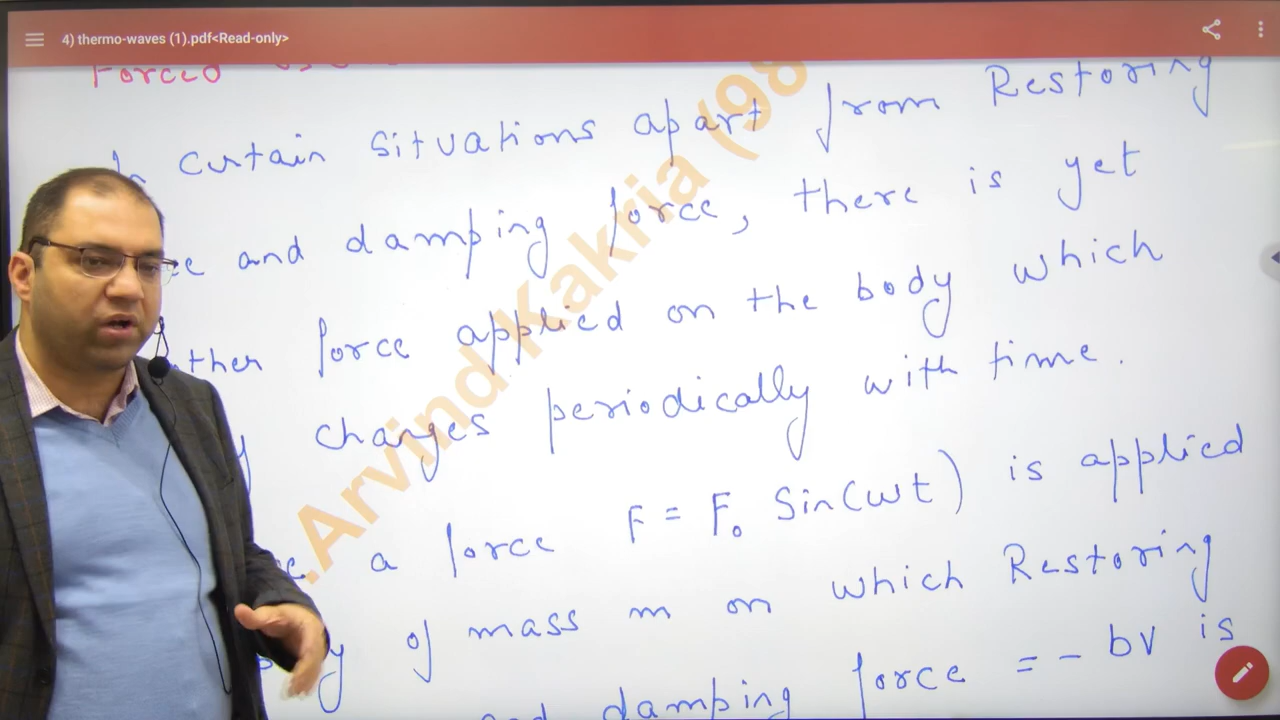 4) thermo-waves (1).pdf<Read-only>
Forced
certain situations apart from Restoring
and damping force, there is yet
force applied on the body which
changes periodically with time.
a force F = F₀ Sin(ωt) is applied
of mass m on which Restoring
and damping force = - bv is
.Arvind Kakria (98